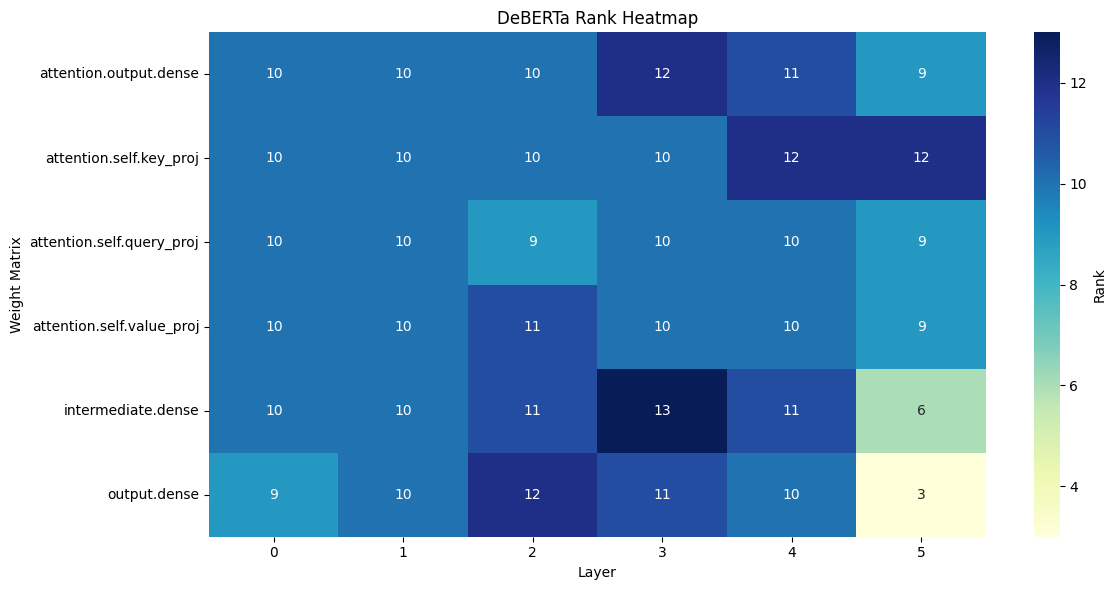 DeBERTa Rank Heatmap
Weight Matrix
attention.output.dense 10 10 10 12 11 9
attention.self.key_proj 10 10 10 10 12 12
attention.self.query_proj 10 10 9 10 10 9
attention.self.value_proj 10 10 11 10 10 9
intermediate.dense 10 10 11 13 11 6
output.dense 9 10 12 11 10 3
0 1 2 3 4 5
Layer
12
10
8
6
4
Rank